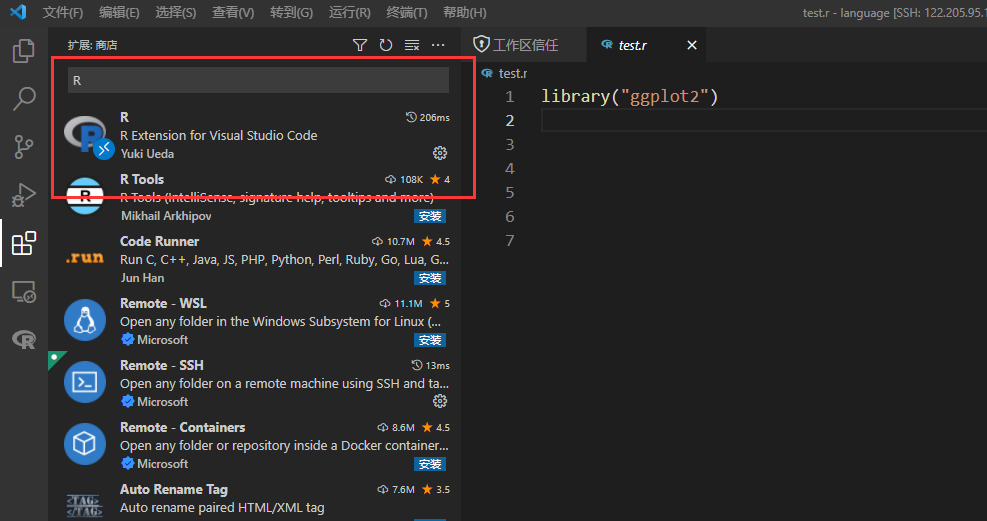 文件(F) 编辑(E) 选择(S) 查看(V) 转到(G) 运行(R) 终端(T) 帮助(H) test.r - language [SSH: 122.205.95.1
扩展: 商店
工作区信任
test.r
R
test.r
R
206ms
R Extension for Visual Studio Code
Yuki Ueda
R Tools
108K
4
R Tools (IntelliSense, signature help, tooltips and more)
Mikhail Arkhipov
安装
Code Runner
10.7M
4.5
Run C, C++, Java, JS, PHP, Python, Perl, Ruby, Go, Lua, G...
Jun Han
安装
.run
Remote - WSL
11.1M
5
Open any folder in the Windows Subsystem for Linux (...
Microsoft
安装
Remote - SSH
13ms
Open any folder on a remote machine using SSH and ta...
Microsoft
Remote - Containers
8.6M
4.5
Open any folder or repository inside a Docker container...
Microsoft
安装
Auto Rename Tag
7.6M
3.5
Auto rename paired HTML/XML tag
<TAG>
</TAG>
1 library("ggplot2")
2
3
4
5
6
7